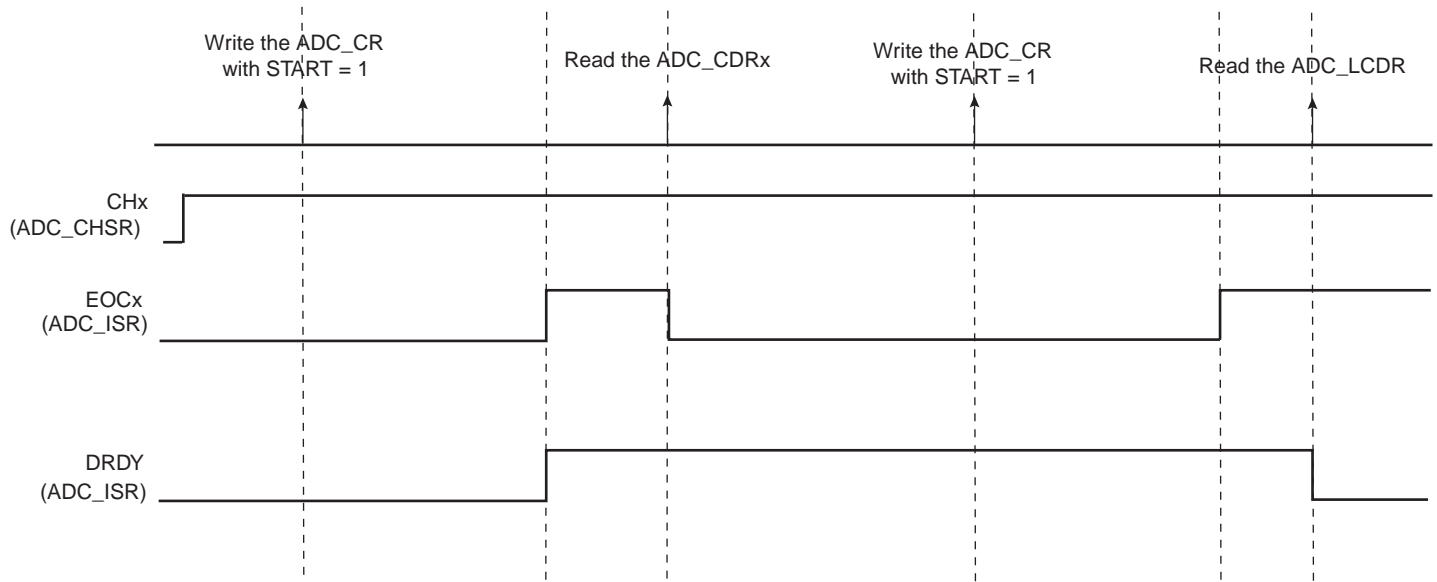 Write the ADC_CR
with START = 1
Read the ADC_CDRx
Write the ADC_CR
with START = 1
Read the ADC_LCDR
CHx
(ADC_CHSR)
EOCx
(ADC_ISR)
DRDY
(ADC_ISR)